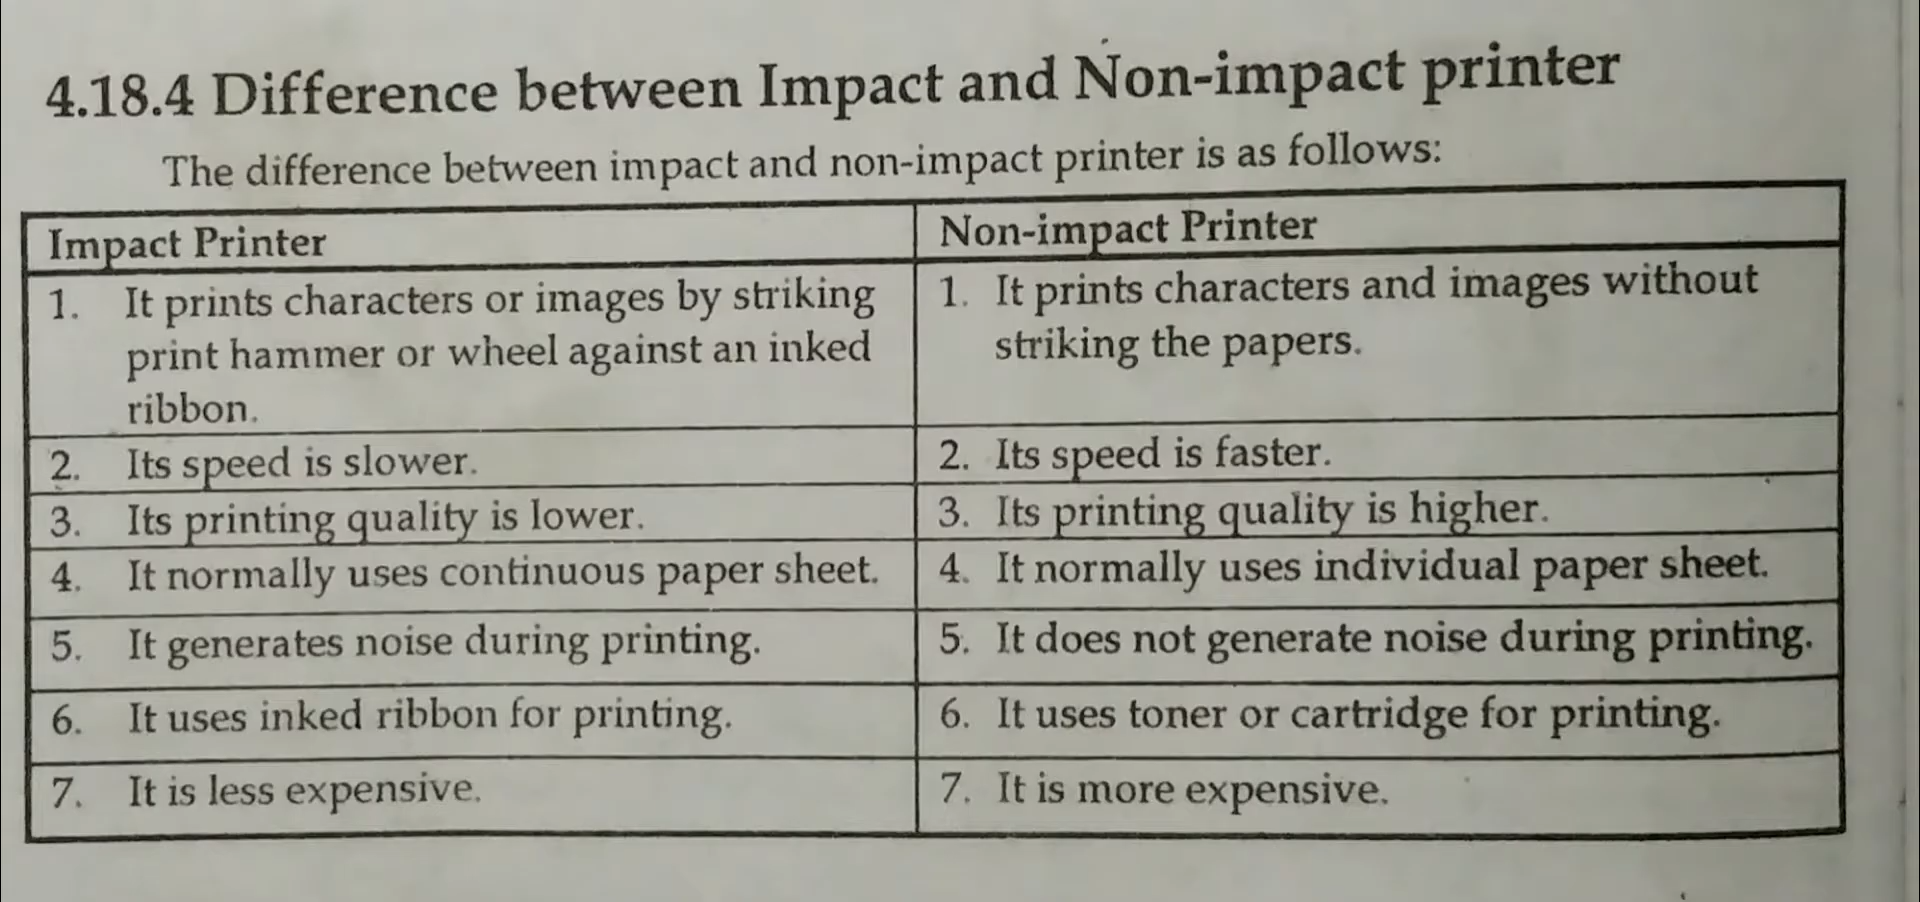 4.18.4 Difference between Impact and Non-impact printer
The difference between impact and non-impact printer is as follows:
Impact Printer
Non-impact Printer
1. It prints characters or images by striking
print hammer or wheel against an inked
ribbon.
1. It prints characters and images without
striking the papers.
2. Its speed is slower.
2. Its speed is faster.
3. Its printing quality is lower.
3. Its printing quality is higher.
4. It normally uses continuous paper sheet.
4. It normally uses individual paper sheet.
5. It generates noise during printing.
5. It does not generate noise during printing.
6. It uses inked ribbon for printing.
6. It uses toner or cartridge for printing.
7. It is less expensive.
7. It is more expensive.